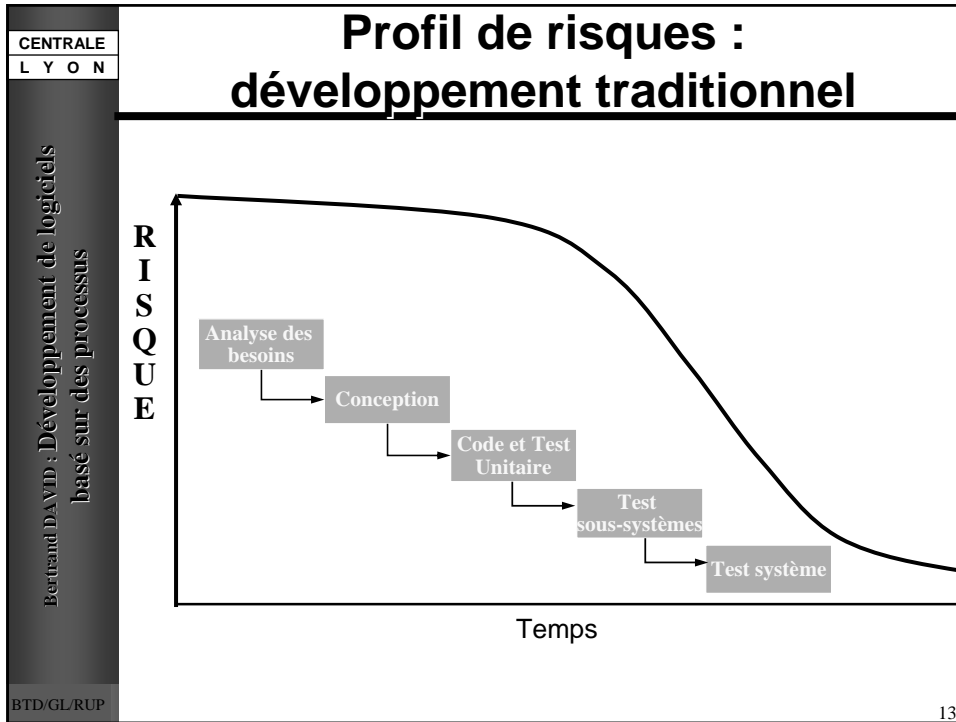 CENTRALE
L Y O N
Profil de risques :
développement traditionnel
Bertrand DAVID : Développement de logiciels
basé sur des processus
RISQUE
Analyse des
besoins
Conception
Code et Test
Unitaire
Test
sous-systèmes
Test système
Temps
BTD/GL/RUP
13